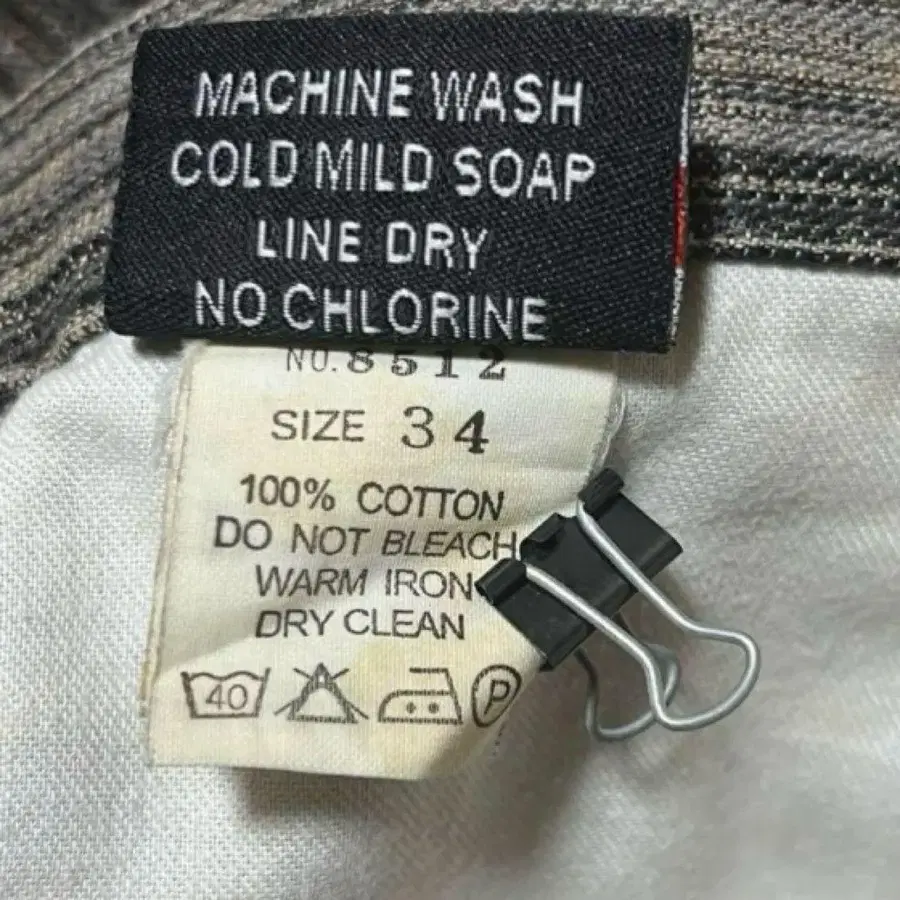 MACHINE WASH
COLD MILD SOAP
LINE DRY
NO CHLORINE
NO. 8512
SIZE 34
100% COTTON
DO NOT BLEACH
WARM IRON
DRY CLEAN
40 P